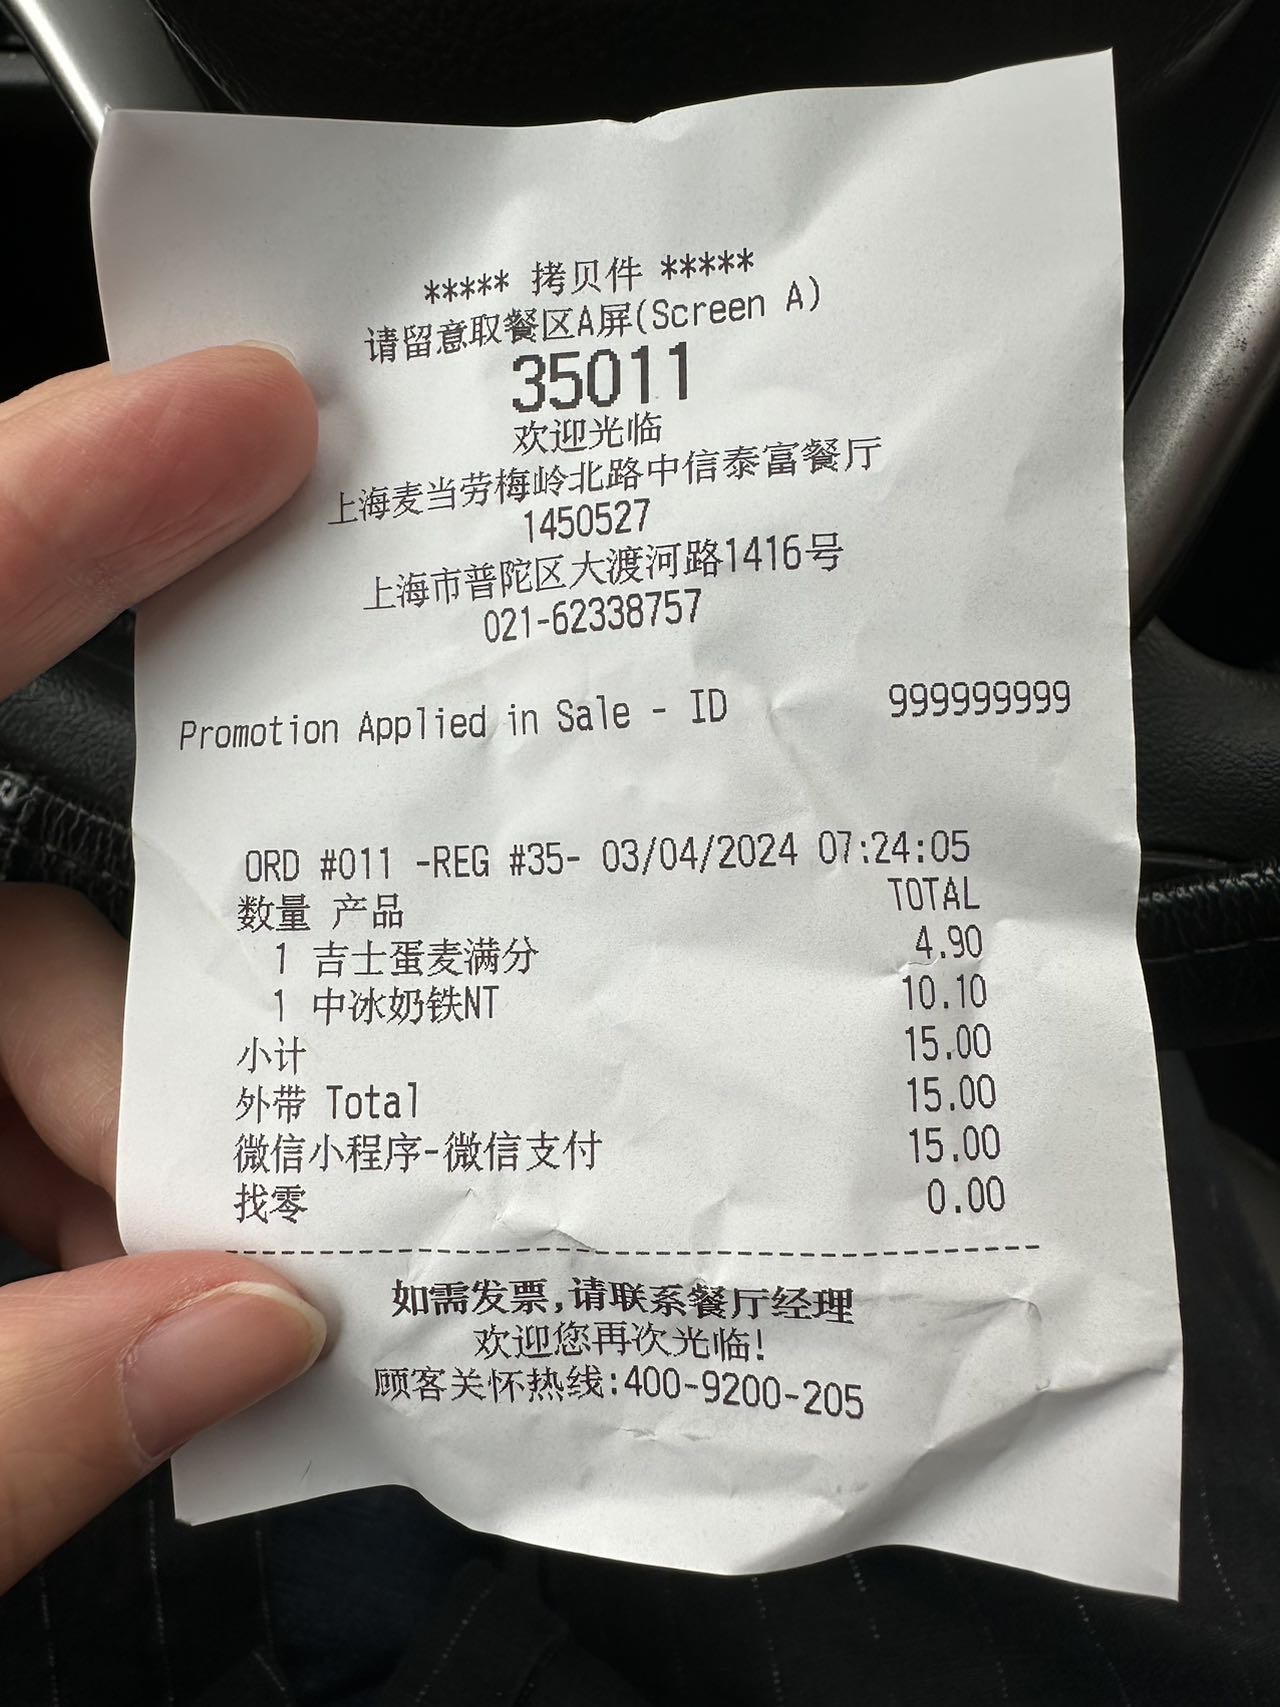 ***** 拷贝件 *****
请留意取餐区A屏(Screen A)
35011
欢迎光临
上海麦当劳梅岭北路中信泰富餐厅
1450527
上海市普陀区大渡河路1416号
021-62338757
Promotion Applied in Sale - ID 999999999
ORD #011 -REG #35- 03/04/2024 07:24:05
数量 产品 TOTAL
1 吉士蛋麦满分 4.90
1 中冰奶铁NT 10.10
小计 15.00
外带 Total 15.00
微信小程序-微信支付 15.00
找零 0.00
--------------------------------
如需发票,请联系餐厅经理
欢迎您再次光临!
顾客关怀热线:400-9200-205